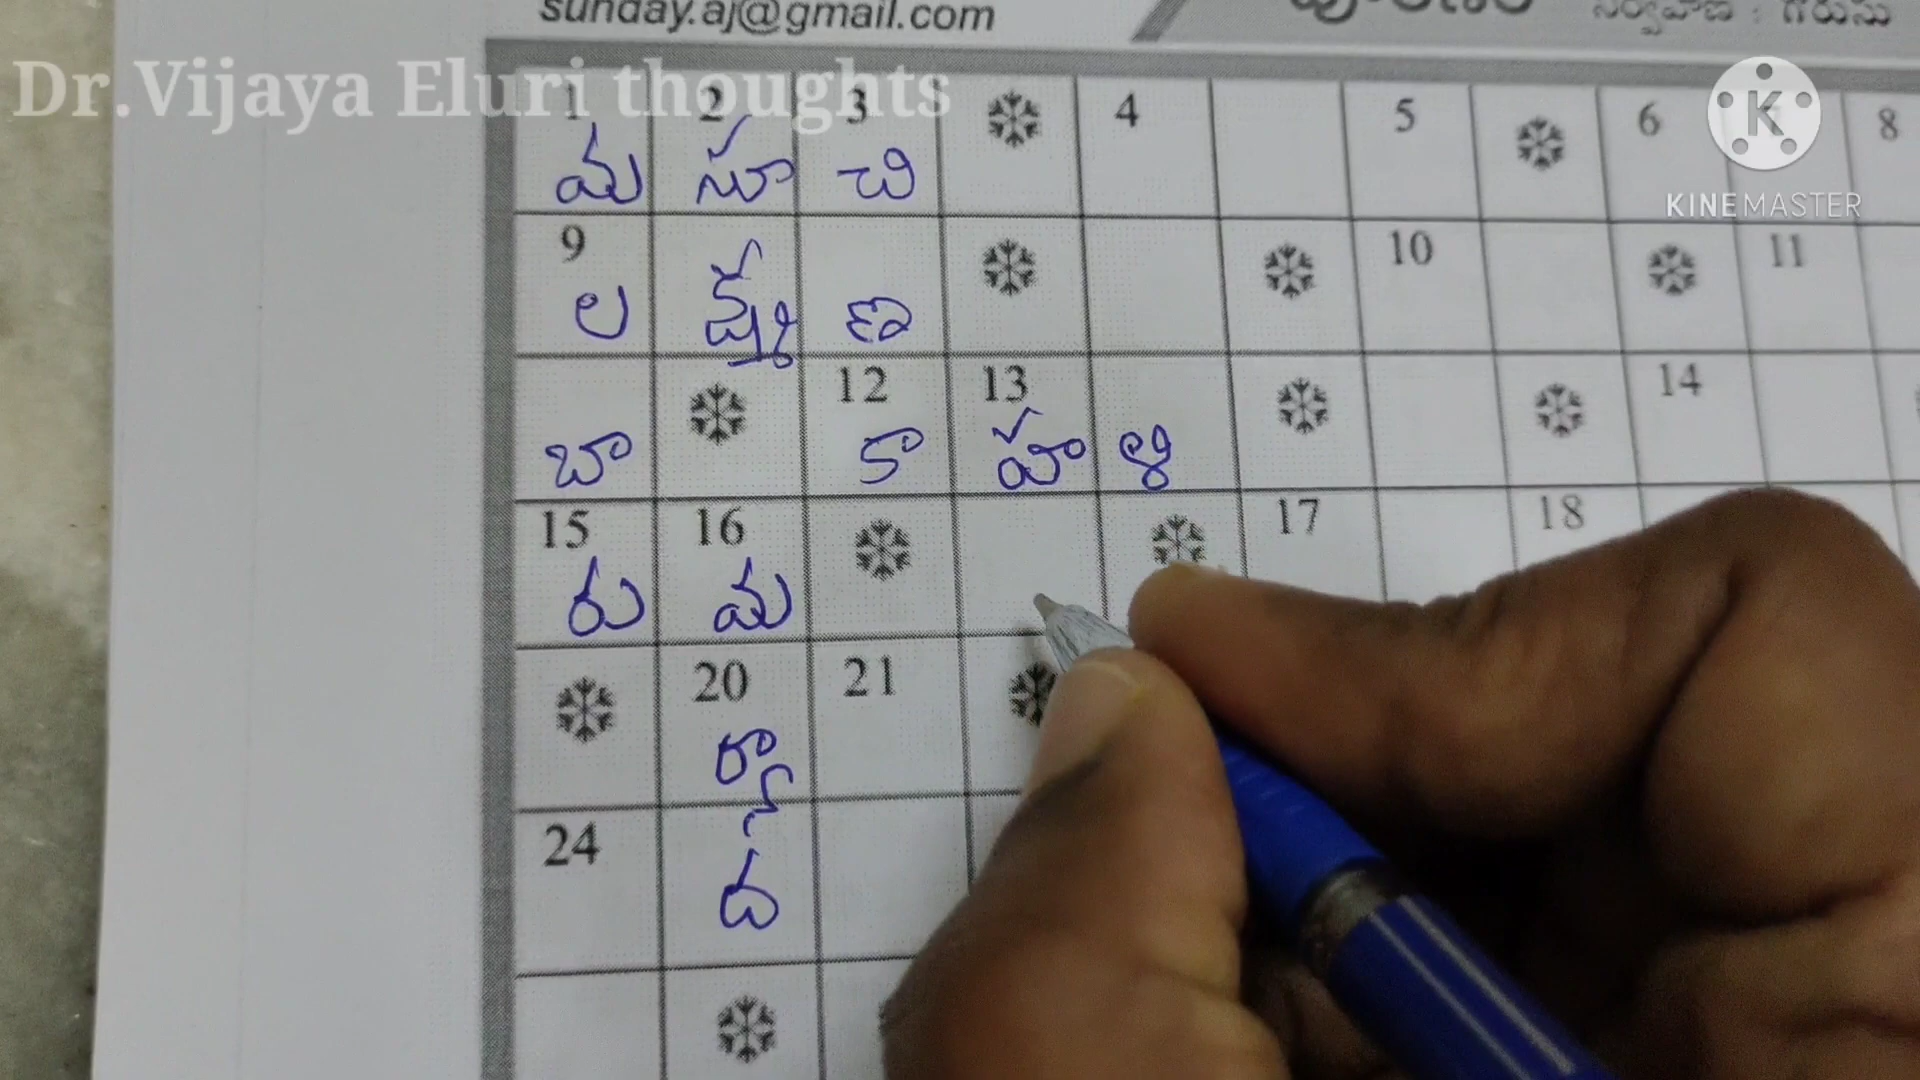 sunday.aj@gmail.com
నిర్వహణ : గౌరుసు
Dr.Vijaya Eluri thoughts
K
KINEMASTER
1 2 3 4 5 6 8
మ సూ చి
9 10 11
ల క్ష్మ ణ
12 13 14
బా కా హా ళి
15 16 17 18
రు మ
20 21
ర్యా
24
ద